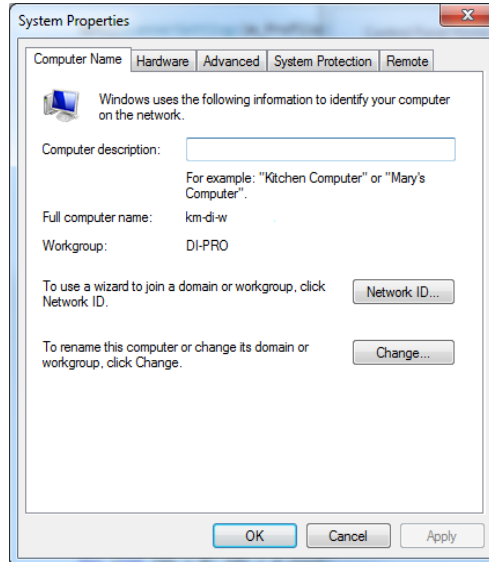 System Properties
Computer Name Hardware Advanced System Protection Remote
Windows uses the following information to identify your computer
on the network.
Computer description:
For example: "Kitchen Computer" or "Mary's
Computer".
Full computer name: km-di-w
Workgroup: DI-PRO
To use a wizard to join a domain or workgroup, click
Network ID.
Network ID...
To rename this computer or change its domain or
workgroup, click Change.
Change...
OK Cancel Apply